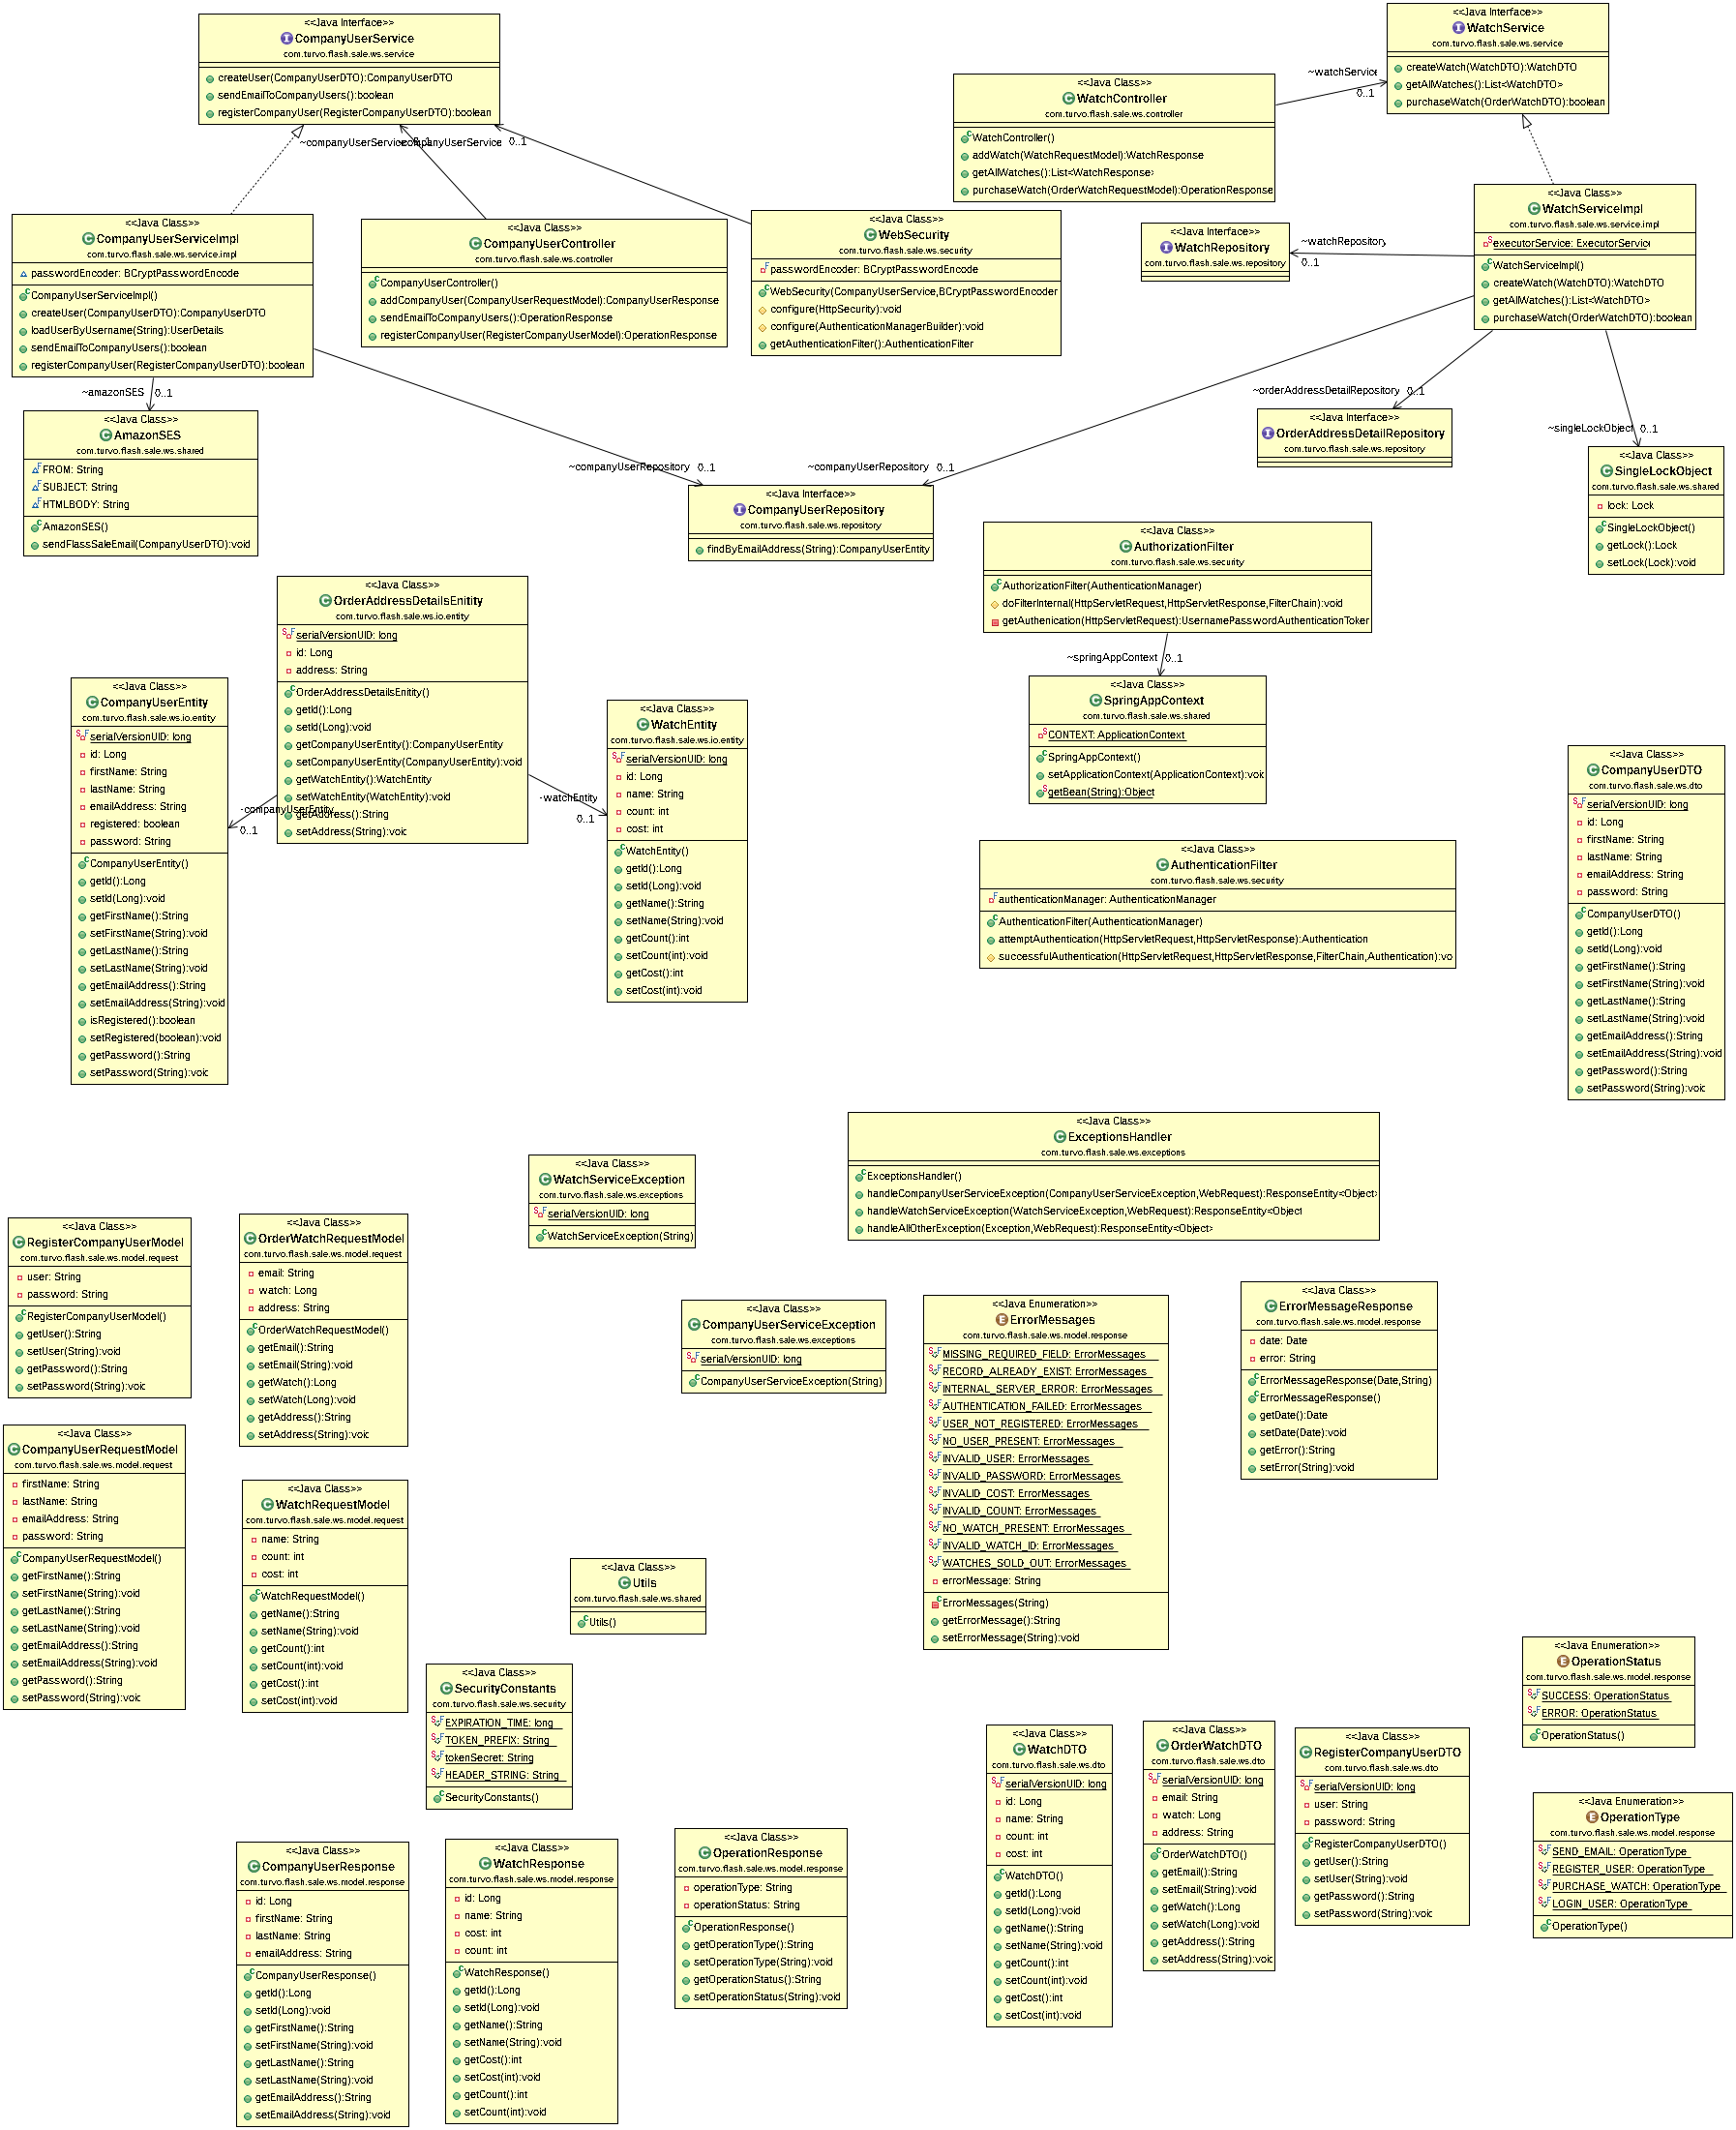 <<Java Interface>>
CompanyUserService
com.turvo.flash.sale.ws.service
createUser(CompanyUserDTO):CompanyUserDTO
sendEmailToCompanyUsers():boolean
registerCompanyUser(RegisterCompanyUserDTO):boolean
<<Java Interface>>
WatchService
com.turvo.flash.sale.ws.service
createWatch(WatchDTO):WatchDTO
getAllWatches():List<WatchDTO>
purchaseWatch(OrderWatchDTO):boolean
~watchService
0..1
<<Java Class>>
WatchController
com.turvo.flash.sale.ws.controller
WatchController()
addWatch(WatchRequestModel):WatchResponse
getAllWatches():List<WatchResponse>
purchaseWatch(OrderWatchRequestModel):OperationResponse
~companyUserService
0..1
~companyUserService
0..1
<<Java Class>>
CompanyUserServiceImpl
com.turvo.flash.sale.ws.service.impl
passwordEncoder: BCryptPasswordEncode
CompanyUserServiceImpl()
createUser(CompanyUserDTO):CompanyUserDTO
loadUserByUsername(String):UserDetails
sendEmailToCompanyUsers():boolean
registerCompanyUser(RegisterCompanyUserDTO):boolean
<<Java Class>>
CompanyUserController
com.turvo.flash.sale.ws.controller
CompanyUserController()
addCompanyUser(CompanyUserRequestModel):CompanyUserResponse
sendEmailToCompanyUsers():OperationResponse
registerCompanyUser(RegisterCompanyUserModel):OperationResponse
<<Java Class>>
WebSecurity
com.turvo.flash.sale.ws.security
passwordEncoder: BCryptPasswordEncode
WebSecurity(CompanyUserService,BCryptPasswordEncoder
configure(HttpSecurity):void
configure(AuthenticationManagerBuilder):void
getAuthenticationFilter():AuthenticationFilter
<<Java Interface>>
WatchRepository
com.turvo.flash.sale.ws.repository
~watchRepository
0..1
<<Java Class>>
WatchServiceImpl
com.turvo.flash.sale.ws.service.impl
executorService: ExecutorService
WatchServiceImpl()
createWatch(WatchDTO):WatchDTO
getAllWatches():List<WatchDTO>
purchaseWatch(OrderWatchDTO):boolean
~amazonSES
0..1
<<Java Class>>
AmazonSES
com.turvo.flash.sale.ws.shared
FROM: String
SUBJECT: String
HTMLBODY: String
AmazonSES()
sendFlassSaleEmail(CompanyUserDTO):void
~companyUserRepository
0..1
~companyUserRepository
0..1
<<Java Interface>>
CompanyUserRepository
com.turvo.flash.sale.ws.repository
findByEmailAddress(String):CompanyUserEntity
~orderAddressDetailRepository
0..1
<<Java Interface>>
OrderAddressDetailRepository
com.turvo.flash.sale.ws.repository
~singleLockObject
0..1
<<Java Class>>
SingleLockObject
com.turvo.flash.sale.ws.shared
lock: Lock
SingleLockObject()
getLock():Lock
setLock(Lock):void
<<Java Class>>
AuthorizationFilter
com.turvo.flash.sale.ws.security
AuthorizationFilter(AuthenticationManager)
doFilterInternal(HttpServletRequest,HttpServletResponse,FilterChain):void
getAuthenication(HttpServletRequest):UsernamePasswordAuthenticationToker
~springAppContext
0..1
<<Java Class>>
SpringAppContext
com.turvo.flash.sale.ws.shared
CONTEXT: ApplicationContext
SpringAppContext()
setApplicationContext(ApplicationContext):void
getBean(String):Object
<<Java Class>>
OrderAddressDetailsEnitity
com.turvo.flash.sale.ws.io.entity
serialVersionUID: long
id: Long
address: String
OrderAddressDetailsEnitity()
getId():Long
setId(Long):void
getCompanyUserEntity():CompanyUserEntity
setCompanyUserEntity(CompanyUserEntity):void
getWatchEntity():WatchEntity
setWatchEntity(WatchEntity):void
getAddress():String
setAddress(String):voic
-companyUserEntity
0..1
-watchEntity
0..1
<<Java Class>>
CompanyUserEntity
com.turvo.flash.sale.ws.io.entity
serialVersionUID: long
id: Long
firstName: String
lastName: String
emailAddress: String
registered: boolean
password: String
CompanyUserEntity()
getId():Long
setId(Long):void
getFirstName():String
setFirstName(String):void
getLastName():String
setLastName(String):void
getEmailAddress():String
setEmailAddress(String):void
isRegistered():boolean
setRegistered(boolean):void
getPassword():String
setPassword(String):voic
<<Java Class>>
WatchEntity
com.turvo.flash.sale.ws.io.entity
serialVersionUID: long
id: Long
name: String
count: int
cost: int
WatchEntity()
getId():Long
setId(Long):void
getName():String
setName(String):void
getCount():int
setCount(int):void
getCost():int
setCost(int):void
<<Java Class>>
AuthenticationFilter
com.turvo.flash.sale.ws.security
authenticationManager: AuthenticationManager
AuthenticationFilter(AuthenticationManager)
attemptAuthentication(HttpServletRequest,HttpServletResponse):Authentication
successfulAuthentication(HttpServletRequest,HttpServletResponse,FilterChain,Authentication):vo
<<Java Class>>
CompanyUserDTO
com.turvo.flash.sale.ws.dto
serialVersionUID: long
id: Long
firstName: String
lastName: String
emailAddress: String
password: String
CompanyUserDTO()
getId():Long
setId(Long):void
getFirstName():String
setFirstName(String):void
getLastName():String
setLastName(String):void
getEmailAddress():String
setEmailAddress(String):void
getPassword():String
setPassword(String):voic
<<Java Class>>
ExceptionsHandler
com.turvo.flash.sale.ws.exceptions
ExceptionsHandler()
handleCompanyUserServiceException(CompanyUserServiceException,WebRequest):ResponseEntity<Object>
handleWatchServiceException(WatchServiceException,WebRequest):ResponseEntity<Object
handleAllOtherException(Exception,WebRequest):ResponseEntity<Object>
<<Java Class>>
WatchServiceException
com.turvo.flash.sale.ws.exceptions
serialVersionUID: long
WatchServiceException(String)
<<Java Class>>
RegisterCompanyUserModel
com.turvo.flash.sale.ws.model.request
user: String
password: String
RegisterCompanyUserModel()
getUser():String
setUser(String):void
getPassword():String
setPassword(String):voic
<<Java Class>>
OrderWatchRequestModel
com.turvo.flash.sale.ws.model.request
email: String
watch: Long
address: String
OrderWatchRequestModel()
getEmail():String
setEmail(String):void
getWatch():Long
setWatch(Long):void
getAddress():String
setAddress(String):voic
<<Java Class>>
CompanyUserServiceException
com.turvo.flash.sale.ws.exceptions
serialVersionUID: long
CompanyUserServiceException(String)
<<Java Enumeration>>
ErrorMessages
com.turvo.flash.sale.ws.model.response
MISSING_REQUIRED_FIELD: ErrorMessages
RECORD_ALREADY_EXIST: ErrorMessages
INTERNAL_SERVER_ERROR: ErrorMessages
AUTHENTICATION_FAILED: ErrorMessages
USER_NOT_REGISTERED: ErrorMessages
NO_USER_PRESENT: ErrorMessages
INVALID_USER: ErrorMessages
INVALID_PASSWORD: ErrorMessages
INVALID_COST: ErrorMessages
INVALID_COUNT: ErrorMessages
NO_WATCH_PRESENT: ErrorMessages
INVALID_WATCH_ID: ErrorMessages
WATCHES_SOLD_OUT: ErrorMessages
errorMessage: String
ErrorMessages(String)
getErrorMessage():String
setErrorMessage(String):void
<<Java Class>>
ErrorMessageResponse
com.turvo.flash.sale.ws.model.response
date: Date
error: String
ErrorMessageResponse(Date,String)
ErrorMessageResponse()
getDate():Date
setDate(Date):void
getError():String
setError(String):void
<<Java Class>>
CompanyUserRequestModel
com.turvo.flash.sale.ws.model.request
firstName: String
lastName: String
emailAddress: String
password: String
CompanyUserRequestModel()
getFirstName():String
setFirstName(String):void
getLastName():String
setLastName(String):void
getEmailAddress():String
setEmailAddress(String):void
getPassword():String
setPassword(String):voic
<<Java Class>>
WatchRequestModel
com.turvo.flash.sale.ws.model.request
name: String
count: int
cost: int
WatchRequestModel()
getName():String
setName(String):void
getCount():int
setCount(int):void
getCost():int
setCost(int):void
<<Java Class>>
Utils
com.turvo.flash.sale.ws.shared
Utils()
<<Java Class>>
SecurityConstants
com.turvo.flash.sale.ws.security
EXPIRATION_TIME: long
TOKEN_PREFIX: String
tokenSecret: String
HEADER_STRING: String
SecurityConstants()
<<Java Enumeration>>
OperationStatus
com.turvo.flash.sale.ws.model.response
SUCCESS: OperationStatus
ERROR: OperationStatus
OperationStatus()
<<Java Class>>
WatchDTO
com.turvo.flash.sale.ws.dto
serialVersionUID: long
id: Long
name: String
count: int
cost: int
WatchDTO()
getId():Long
setId(Long):void
getName():String
setName(String):void
getCount():int
setCount(int):void
getCost():int
setCost(int):void
<<Java Class>>
OrderWatchDTO
com.turvo.flash.sale.ws.dto
serialVersionUID: long
email: String
watch: Long
address: String
OrderWatchDTO()
getEmail():String
setEmail(String):void
getWatch():Long
setWatch(Long):void
getAddress():String
setAddress(String):voic
<<Java Class>>
RegisterCompanyUserDTO
com.turvo.flash.sale.ws.dto
serialVersionUID: long
user: String
password: String
RegisterCompanyUserDTO()
getUser():String
setUser(String):void
getPassword():String
setPassword(String):voic
<<Java Enumeration>>
OperationType
com.turvo.flash.sale.ws.model.response
SEND_EMAIL: OperationType
REGISTER_USER: OperationType
PURCHASE_WATCH: OperationType
LOGIN_USER: OperationType
OperationType()
<<Java Class>>
CompanyUserResponse
com.turvo.flash.sale.ws.model.response
id: Long
firstName: String
lastName: String
emailAddress: String
CompanyUserResponse()
getId():Long
setId(Long):void
getFirstName():String
setFirstName(String):void
getLastName():String
setLastName(String):void
getEmailAddress():String
setEmailAddress(String):void
<<Java Class>>
WatchResponse
com.turvo.flash.sale.ws.model.response
id: Long
name: String
cost: int
count: int
WatchResponse()
getId():Long
setId(Long):void
getName():String
setName(String):void
getCost():int
setCost(int):void
getCount():int
setCount(int):void
<<Java Class>>
OperationResponse
com.turvo.flash.sale.ws.model.response
operationType: String
operationStatus: String
OperationResponse()
getOperationType():String
setOperationType(String):void
getOperationStatus():String
setOperationStatus(String):void